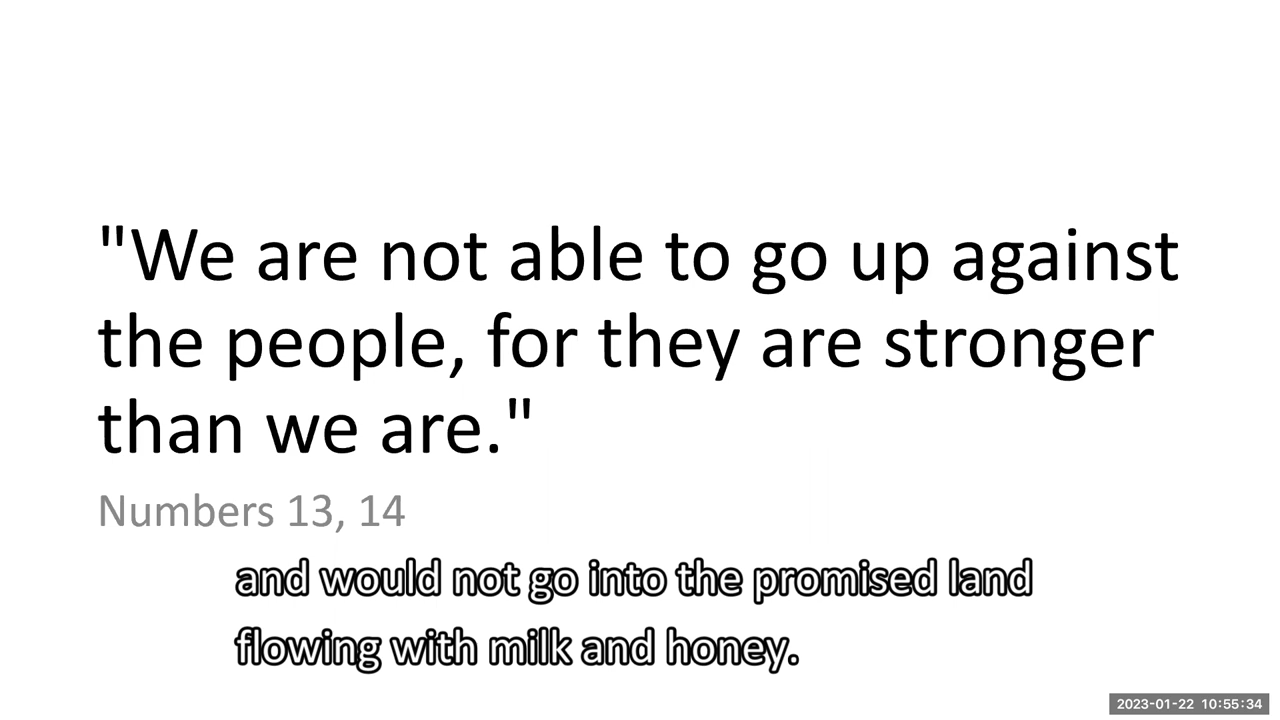 "We are not able to go up against
the people, for they are stronger
than we are."
Numbers 13, 14
and would not go into the promised land
flowing with milk and honey.
2023-01-22 10:55:34